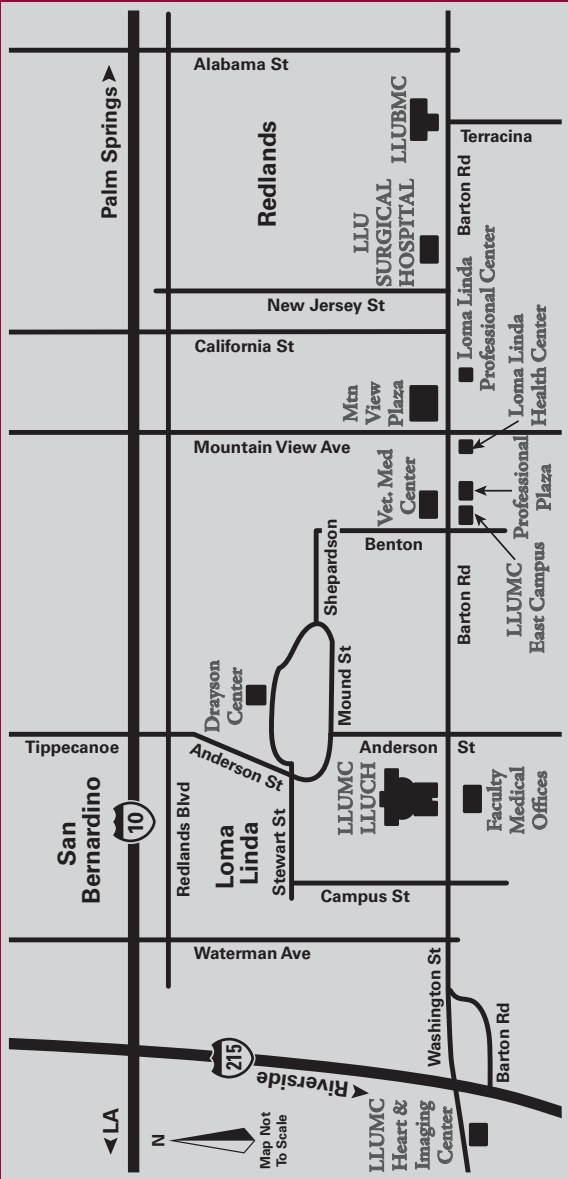 Alabama St
Palm Springs
Redlands
LLUBMC
Terracina
Barton Rd
LLU
SURGICAL
HOSPITAL
New Jersey St
California St
Loma Linda
Professional Center
Mtn
View
Plaza
Loma Linda
Health Center
Mountain View Ave
Vet. Med
Center
Professional
Plaza
Benton
Shepardson
LLUMC
East Campus
Barton Rd
Drayson
Center
Mound St
Tippecanoe
Anderson St
Anderson St
San
Bernardino
10
Redlands Blvd
Loma
Linda
Stewart St
LLUMC
LLUCH
Faculty
Medical
Offices
Campus St
Waterman Ave
Washington St
Barton Rd
215
Riverside
LA
N
Map Not
To Scale
LLUMC
Heart &
Imaging
Center